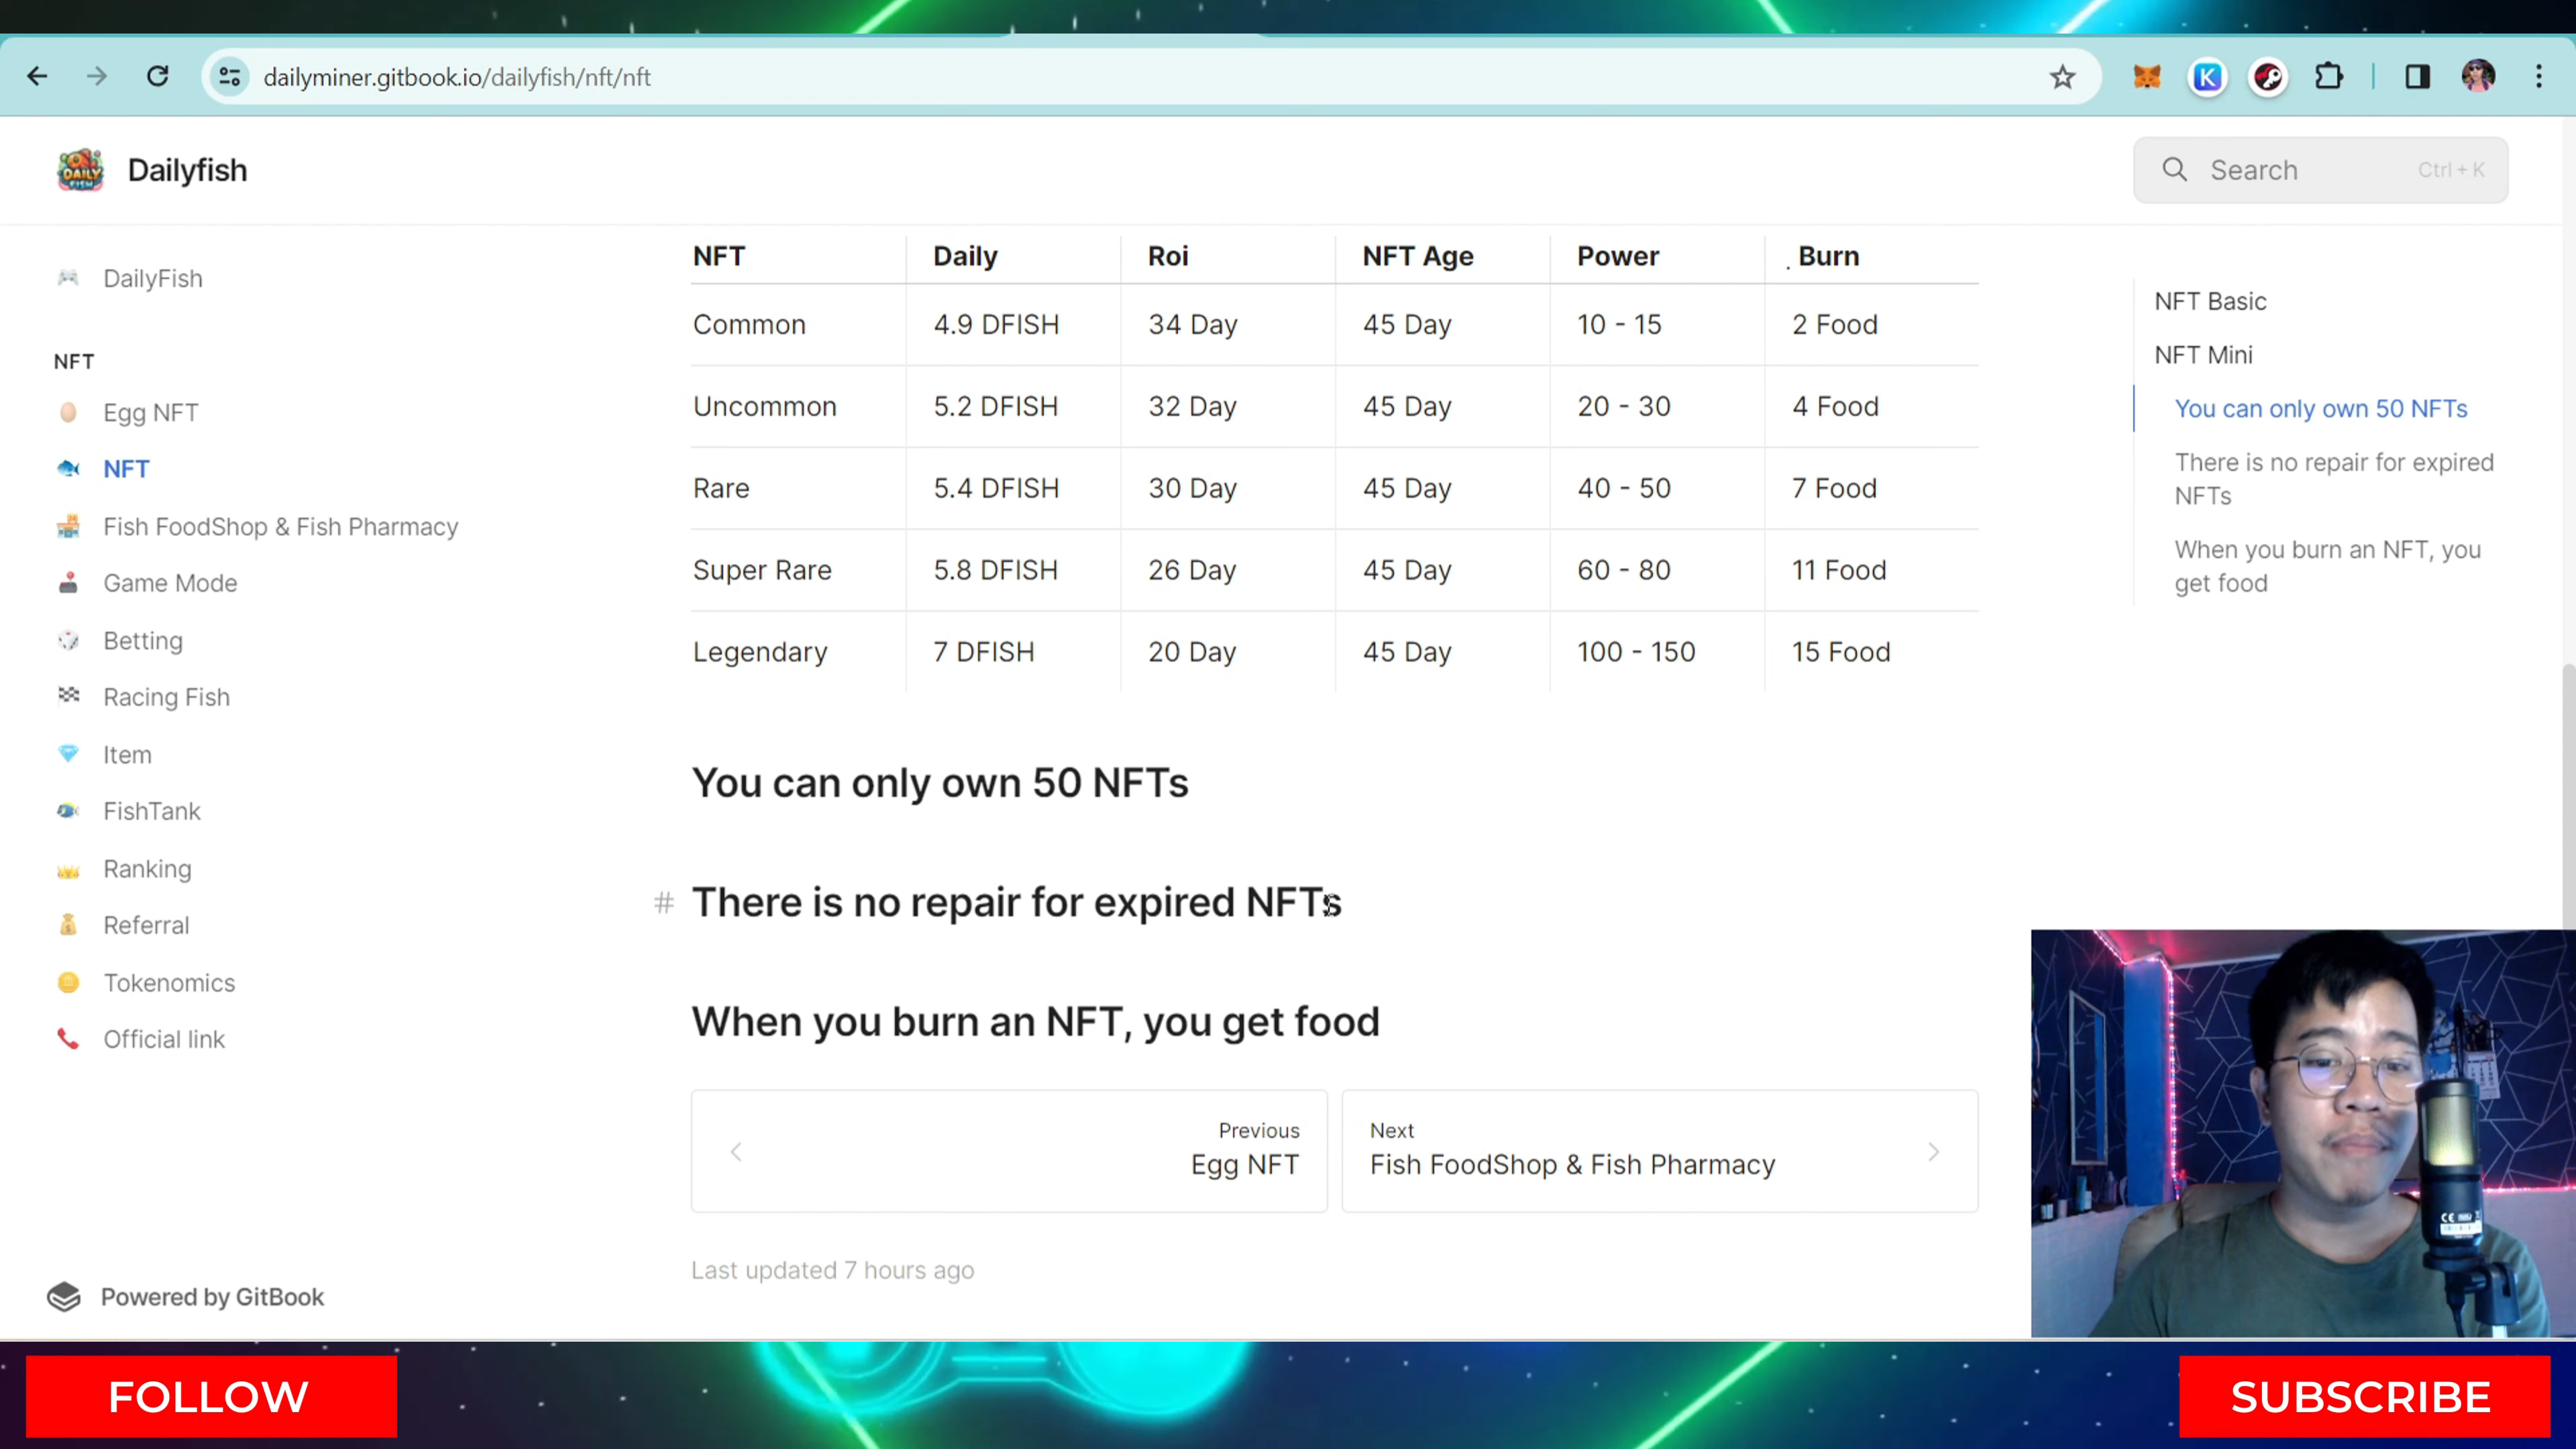 dailyminer.gitbook.io/dailyfish/nft/nft
Dailyfish
Search
Ctrl + K
DailyFish
NFT
Egg NFT
NFT
Fish FoodShop & Fish Pharmacy
Game Mode
Betting
Racing Fish
Item
FishTank
Ranking
Referral
Tokenomics
Official link
Powered by GitBook
NFT Daily Roi NFT Age Power . Burn
Common 4.9 DFISH 34 Day 45 Day 10 - 15 2 Food
Uncommon 5.2 DFISH 32 Day 45 Day 20 - 30 4 Food
Rare 5.4 DFISH 30 Day 45 Day 40 - 50 7 Food
Super Rare 5.8 DFISH 26 Day 45 Day 60 - 80 11 Food
Legendary 7 DFISH 20 Day 45 Day 100 - 150 15 Food
You can only own 50 NFTs
# There is no repair for expired NFTs
When you burn an NFT, you get food
Previous
Egg NFT
Next
Fish FoodShop & Fish Pharmacy
Last updated 7 hours ago
NFT Basic
NFT Mini
You can only own 50 NFTs
There is no repair for expired
NFTs
When you burn an NFT, you
get food
FOLLOW
SUBSCRIBE